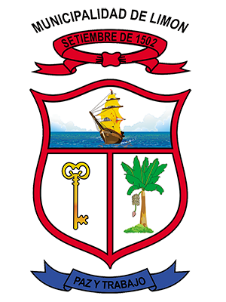 MUNICIPALIDAD DE LIMON
SETIEMBRE DE 1502
PAZ Y TRABAJO